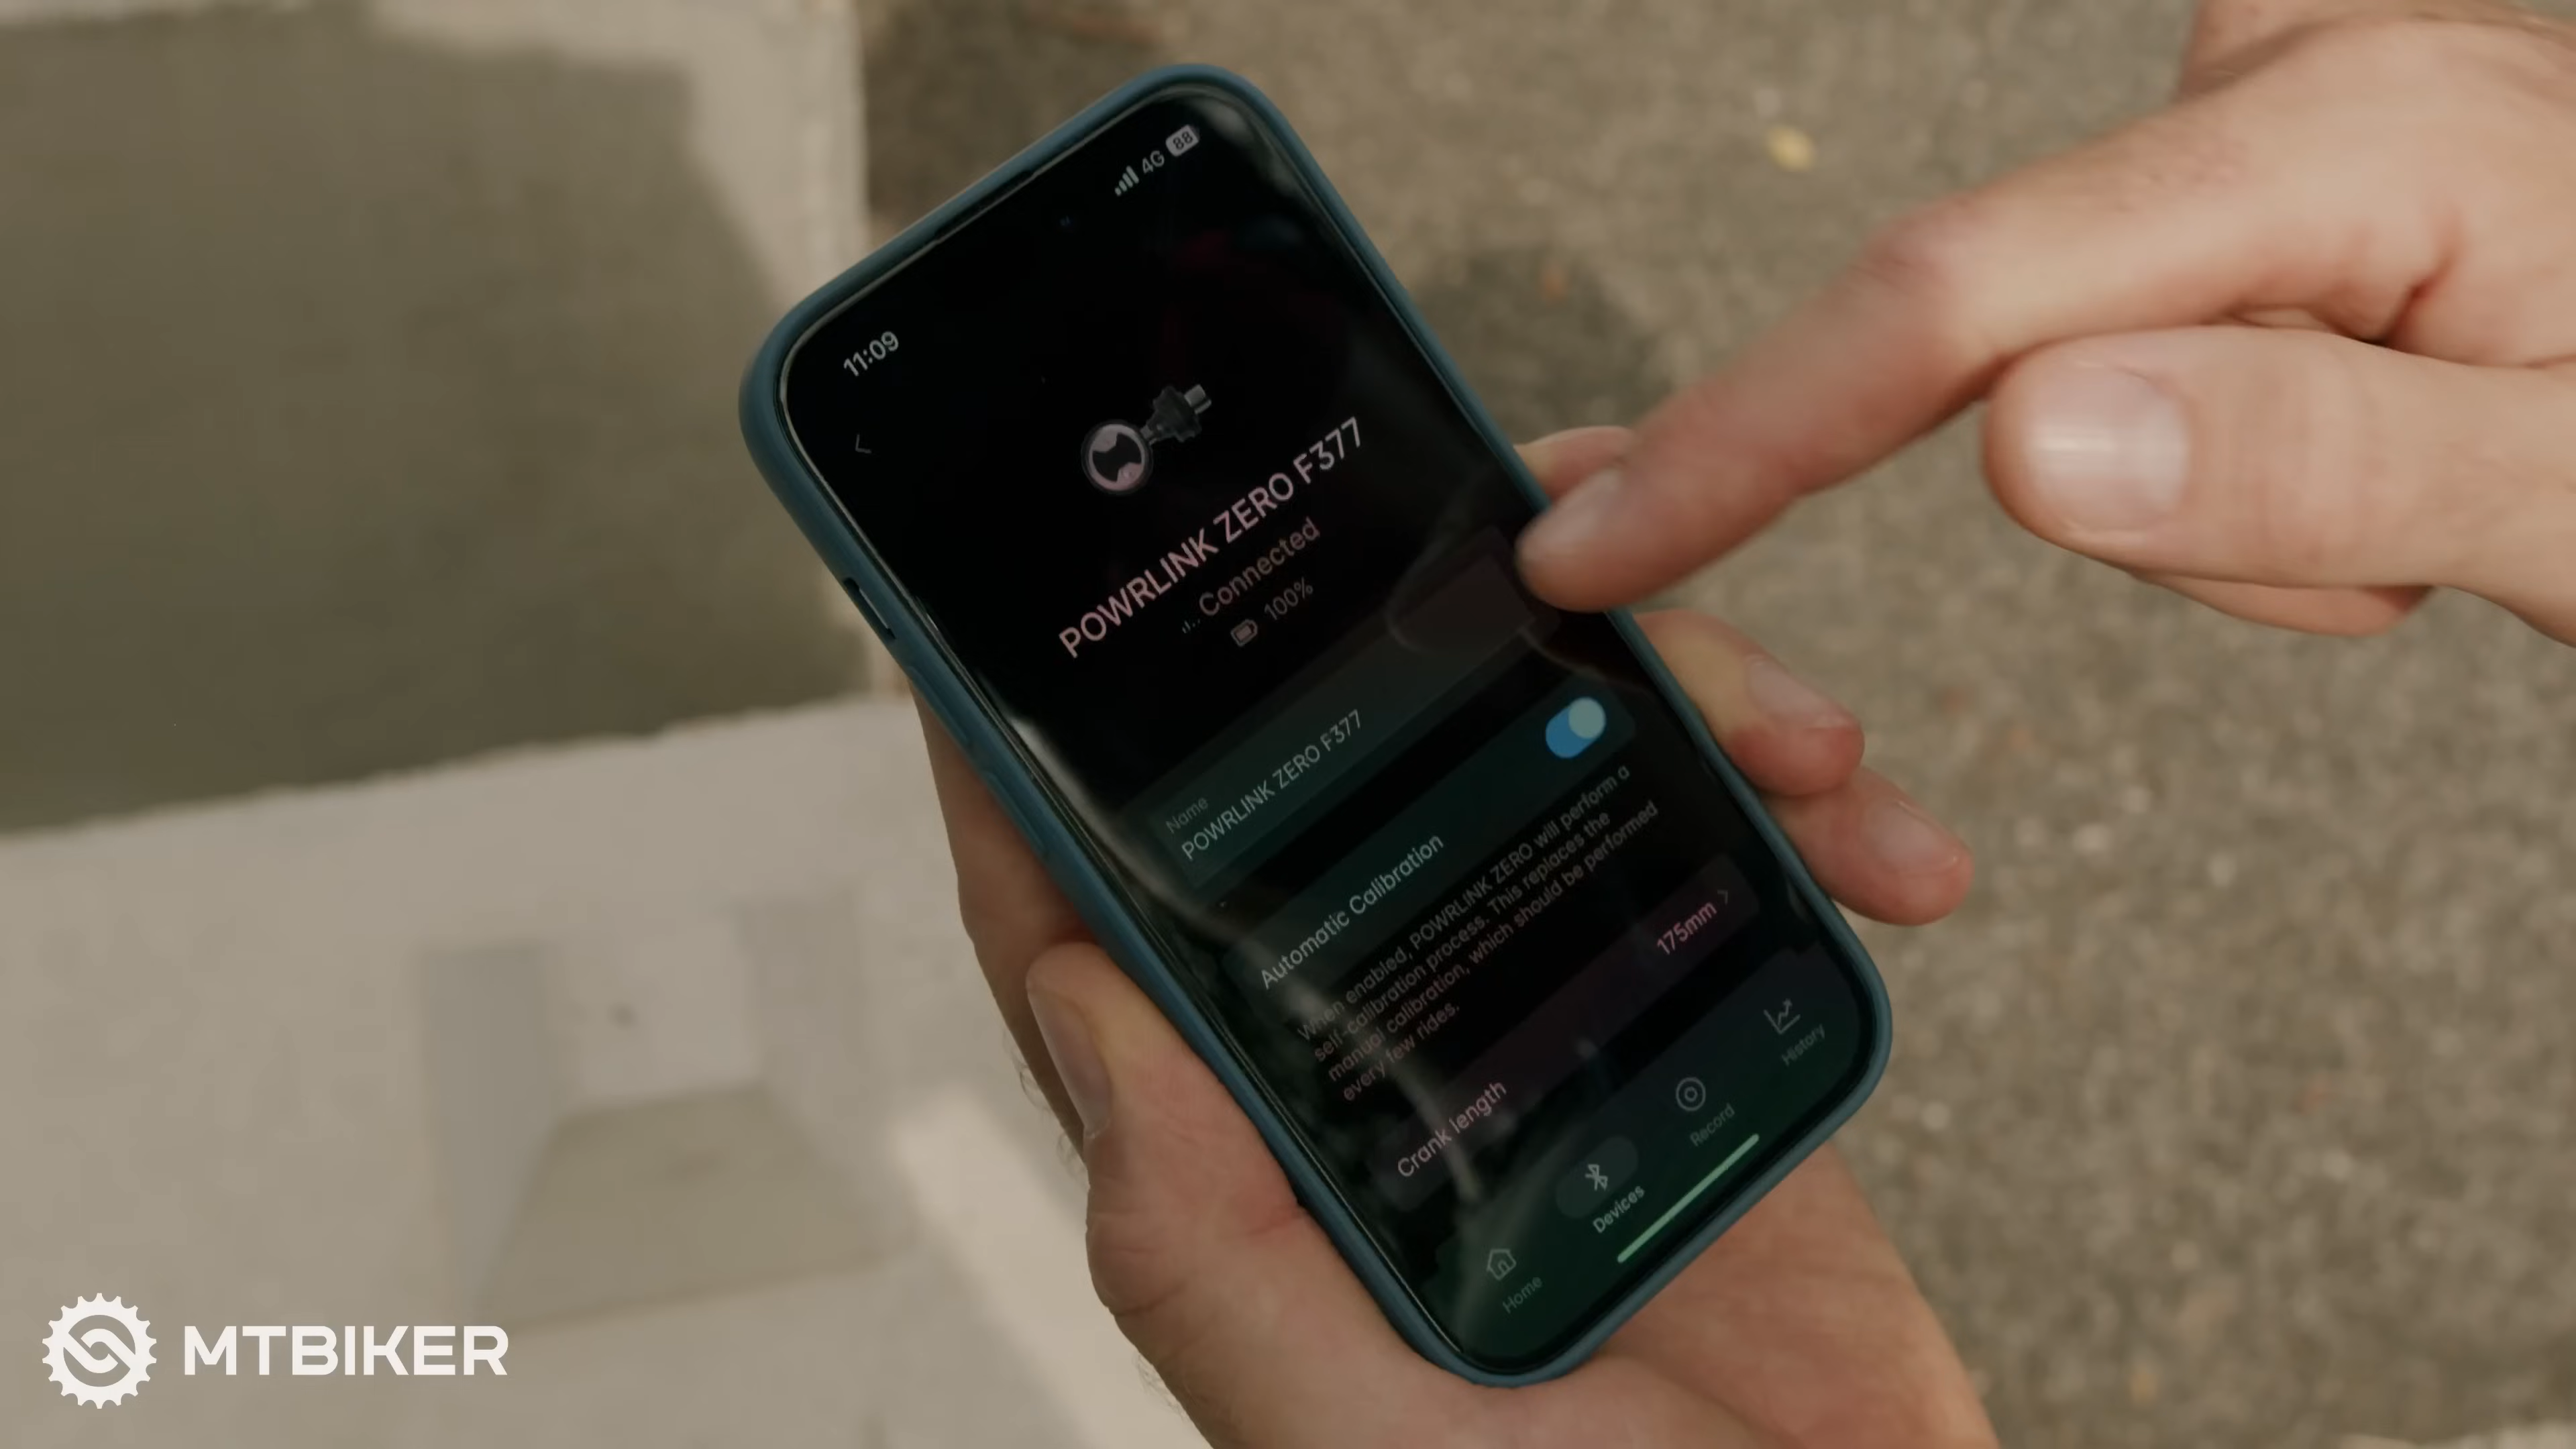 11:09
4G 88
POWRLINK ZERO F377
Connected
100%
Name
POWRLINK ZERO F377
Automatic Calibration
When enabled, POWRLINK ZERO will perform a
self-calibration process. This replaces the
manual calibration, which should be performed
every few rides.
Crank length 175mm
Home
Devices
Record
History
MTBIKER